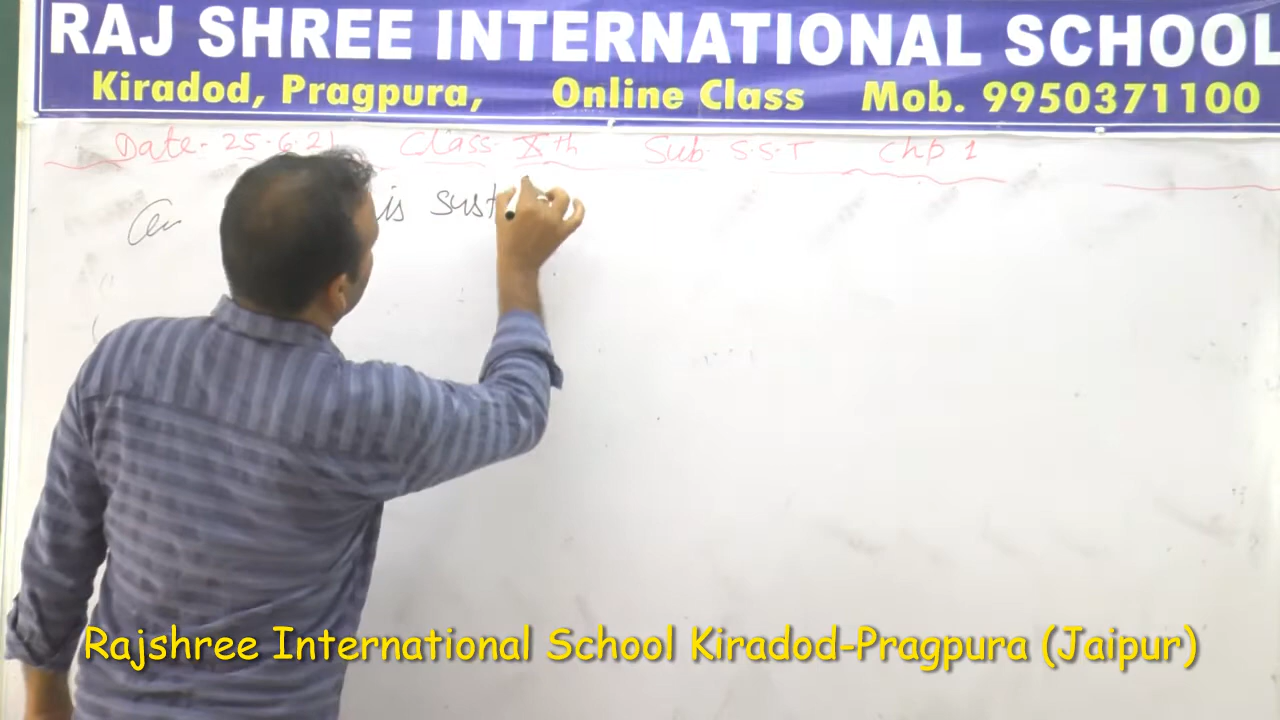 RAJ SHREE INTERNATIONAL SCHOOL
Kiradod, Pragpura, Online Class Mob. 9950371100
Date. 25.6.21 Class Xth Sub S.S.T Chp 1
is sust
Rajshree International School Kiradod-Pragpura (Jaipur)